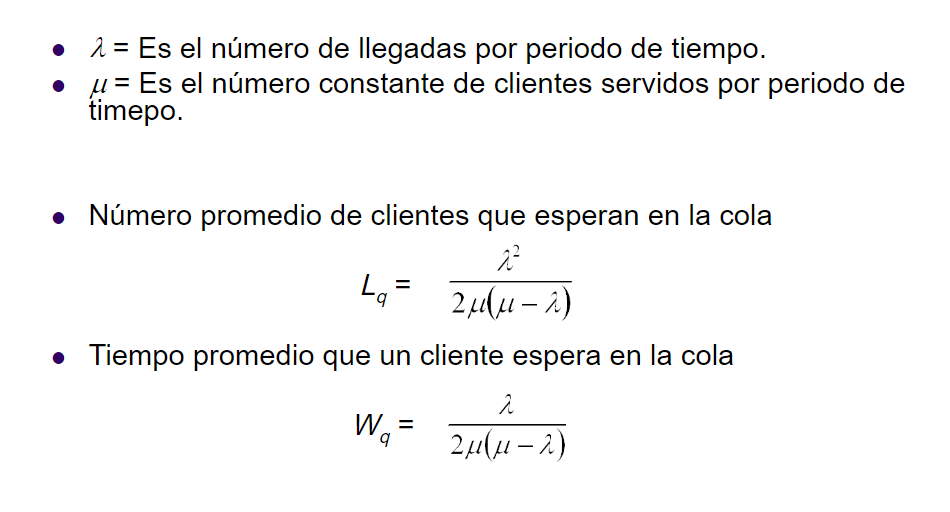 ● λ = Es el número de llegadas por periodo de tiempo.
● μ = Es el número constante de clientes servidos por periodo de
timepo.
● Número promedio de clientes que esperan en la cola
Lq = λ² / 2μ(μ − λ)
● Tiempo promedio que un cliente espera en la cola
Wq = λ / 2μ(μ − λ)